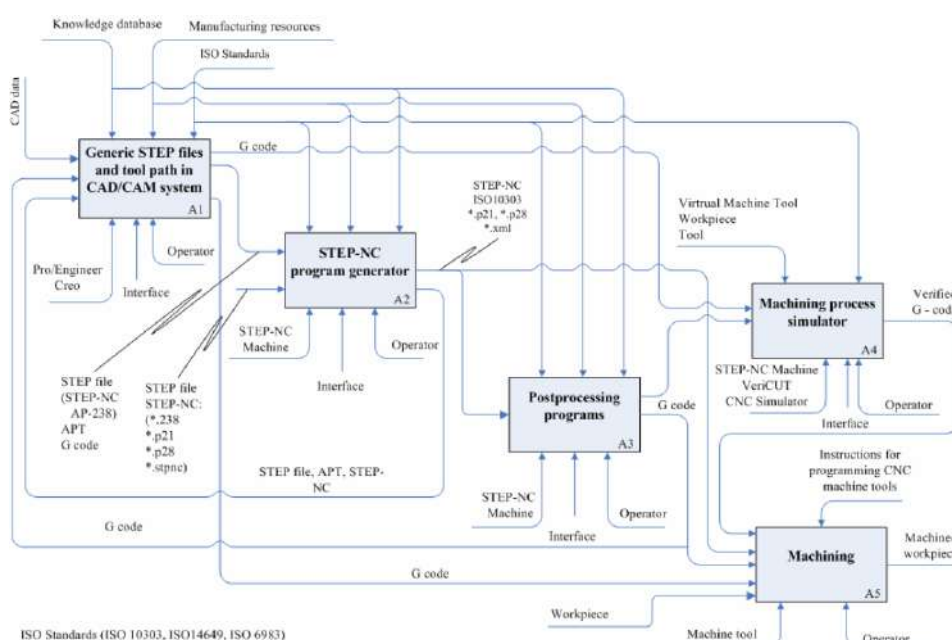 Knowledge database
Manufacturing resources
ISO Standards
CAD data
Generic STEP files
and tool path in
CAD/CAM system
A1
G code
Pro/Engineer
Creo
Interface
Operator
STEP-NC
ISO10303
*.p21, *.p28
*.xml
STEP-NC
program generator
A2
STEP-NC
Machine
Interface
Operator
Virtrual Machine Tool
Workpiece
Tool
Machining process
simulator
A4
Verified
G - code
STEP-NC Machine
VeriCUT
CNC Simulator
Interface
Operator
STEP file
(STEP-NC
AP-238)
APT
G code
STEP file
STEP-NC:
(*.238
*.p21
*.p28
*.stpnc)
Postprocessing
programs
A3
G code
STEP-NC
Machine
Interface
Operator
STEP file, APT, STEP-
NC
G code
G code
Instructions for
programming CNC
machine tools
Machining
A5
Machined
workpiece
Workpiece
Machine tool
Operator
ISO Standards (ISO 10303, ISO14649, ISO 6983)